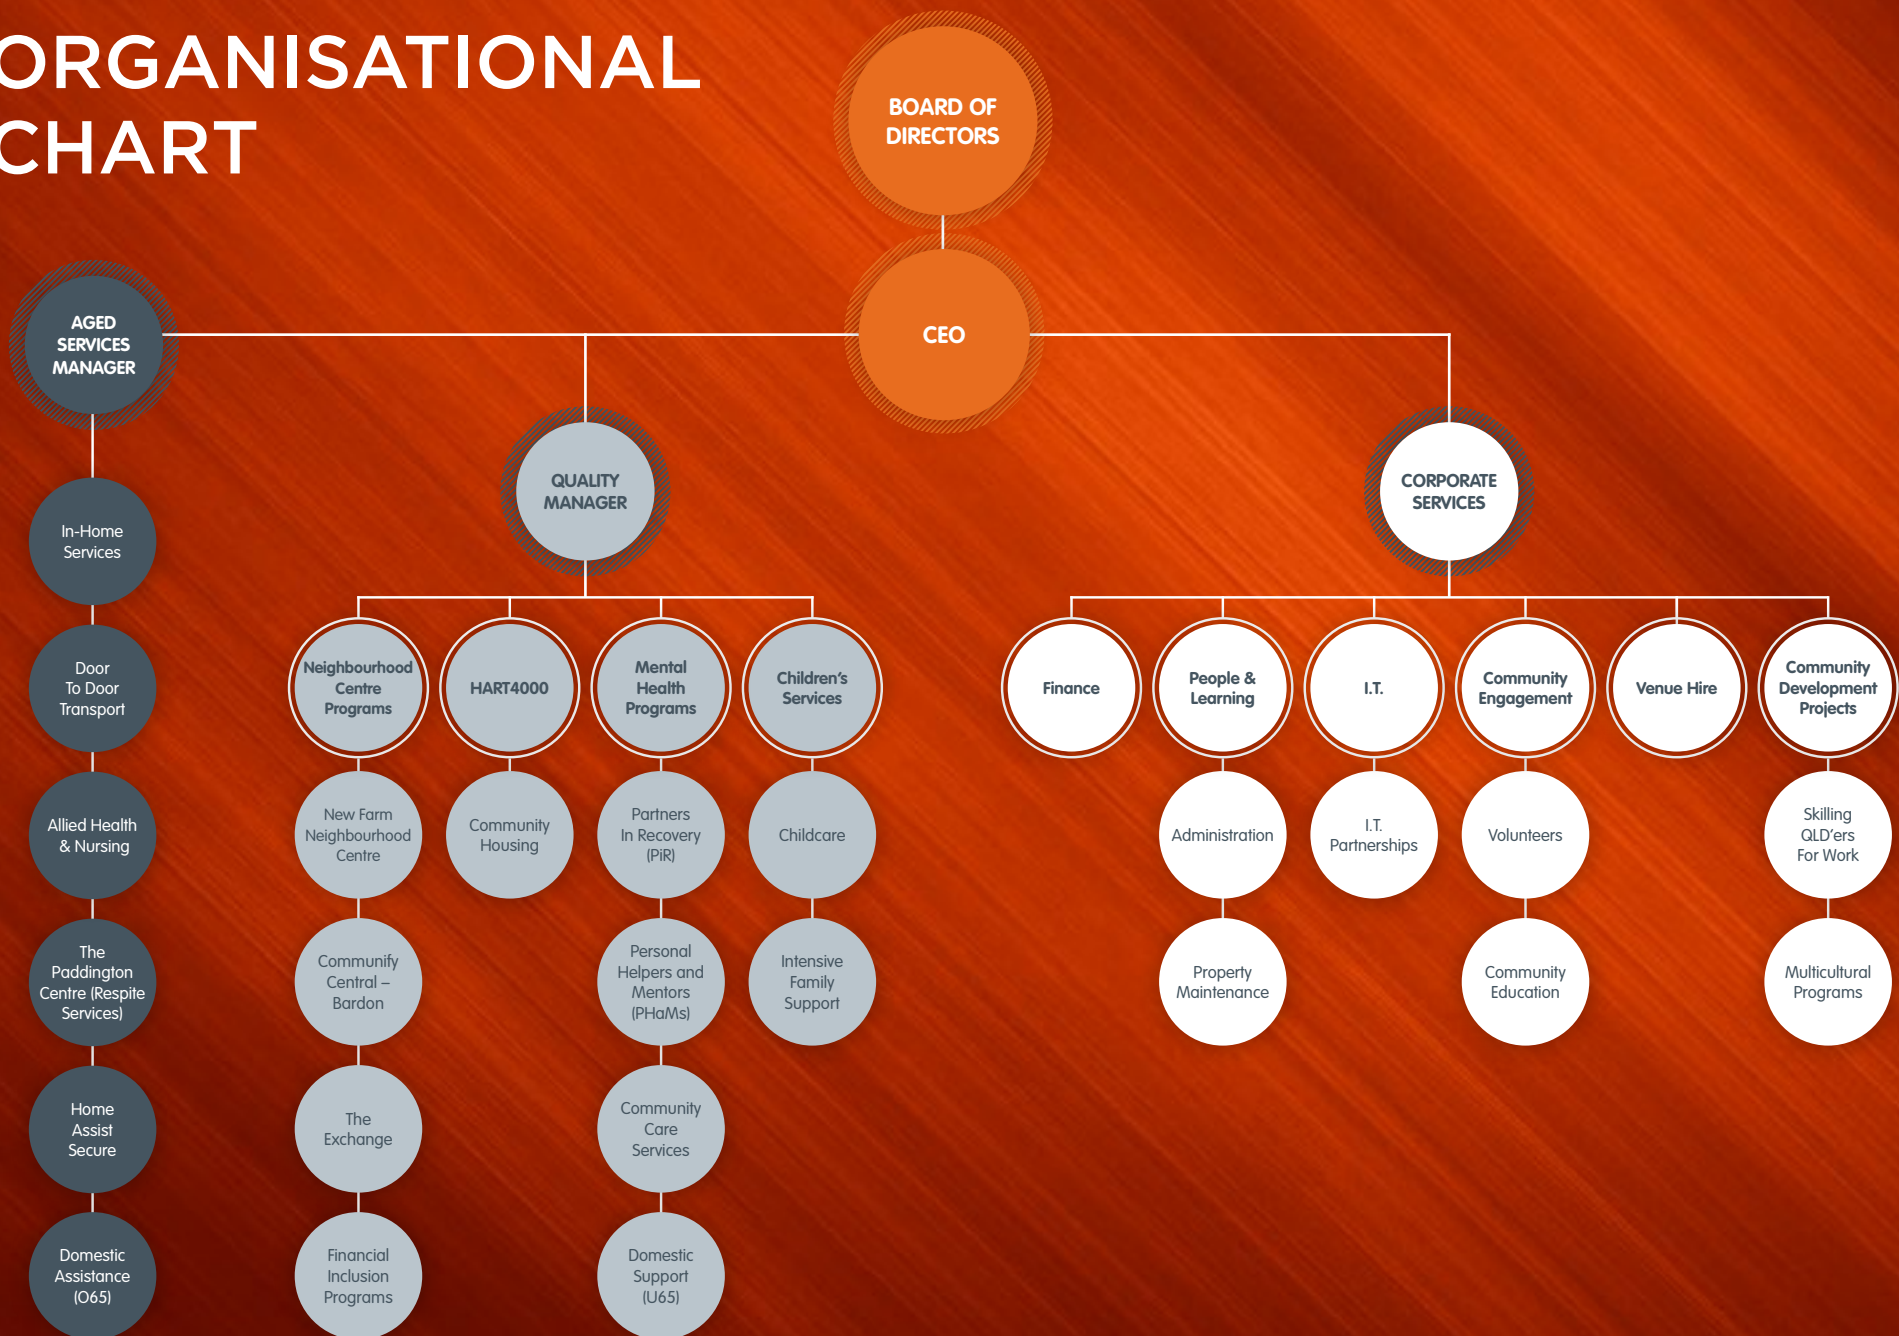 ORGANISATIONAL
CHART
BOARD OF
DIRECTORS
CEO
AGED
SERVICES
MANAGER
In-Home
Services
Door
To Door
Transport
Allied Health
& Nursing
The
Paddington
Centre (Respite
Services)
Home
Assist
Secure
Domestic
Assistance
(O65)
QUALITY
MANAGER
Neighbourhood
Centre
Programs
New Farm
Neighbourhood
Centre
Communify
Central –
Bardon
The
Exchange
Financial
Inclusion
Programs
HART4000
Community
Housing
Mental
Health
Programs
Partners
In Recovery
(PiR)
Personal
Helpers and
Mentors
(PHaMs)
Community
Care
Services
Domestic
Support
(U65)
Children's
Services
Childcare
Intensive
Family
Support
CORPORATE
SERVICES
Finance
People &
Learning
Administration
Property
Maintenance
I.T.
I.T.
Partnerships
Community
Engagement
Volunteers
Community
Education
Venue Hire
Community
Development
Projects
Skilling
QLD'ers
For Work
Multicultural
Programs